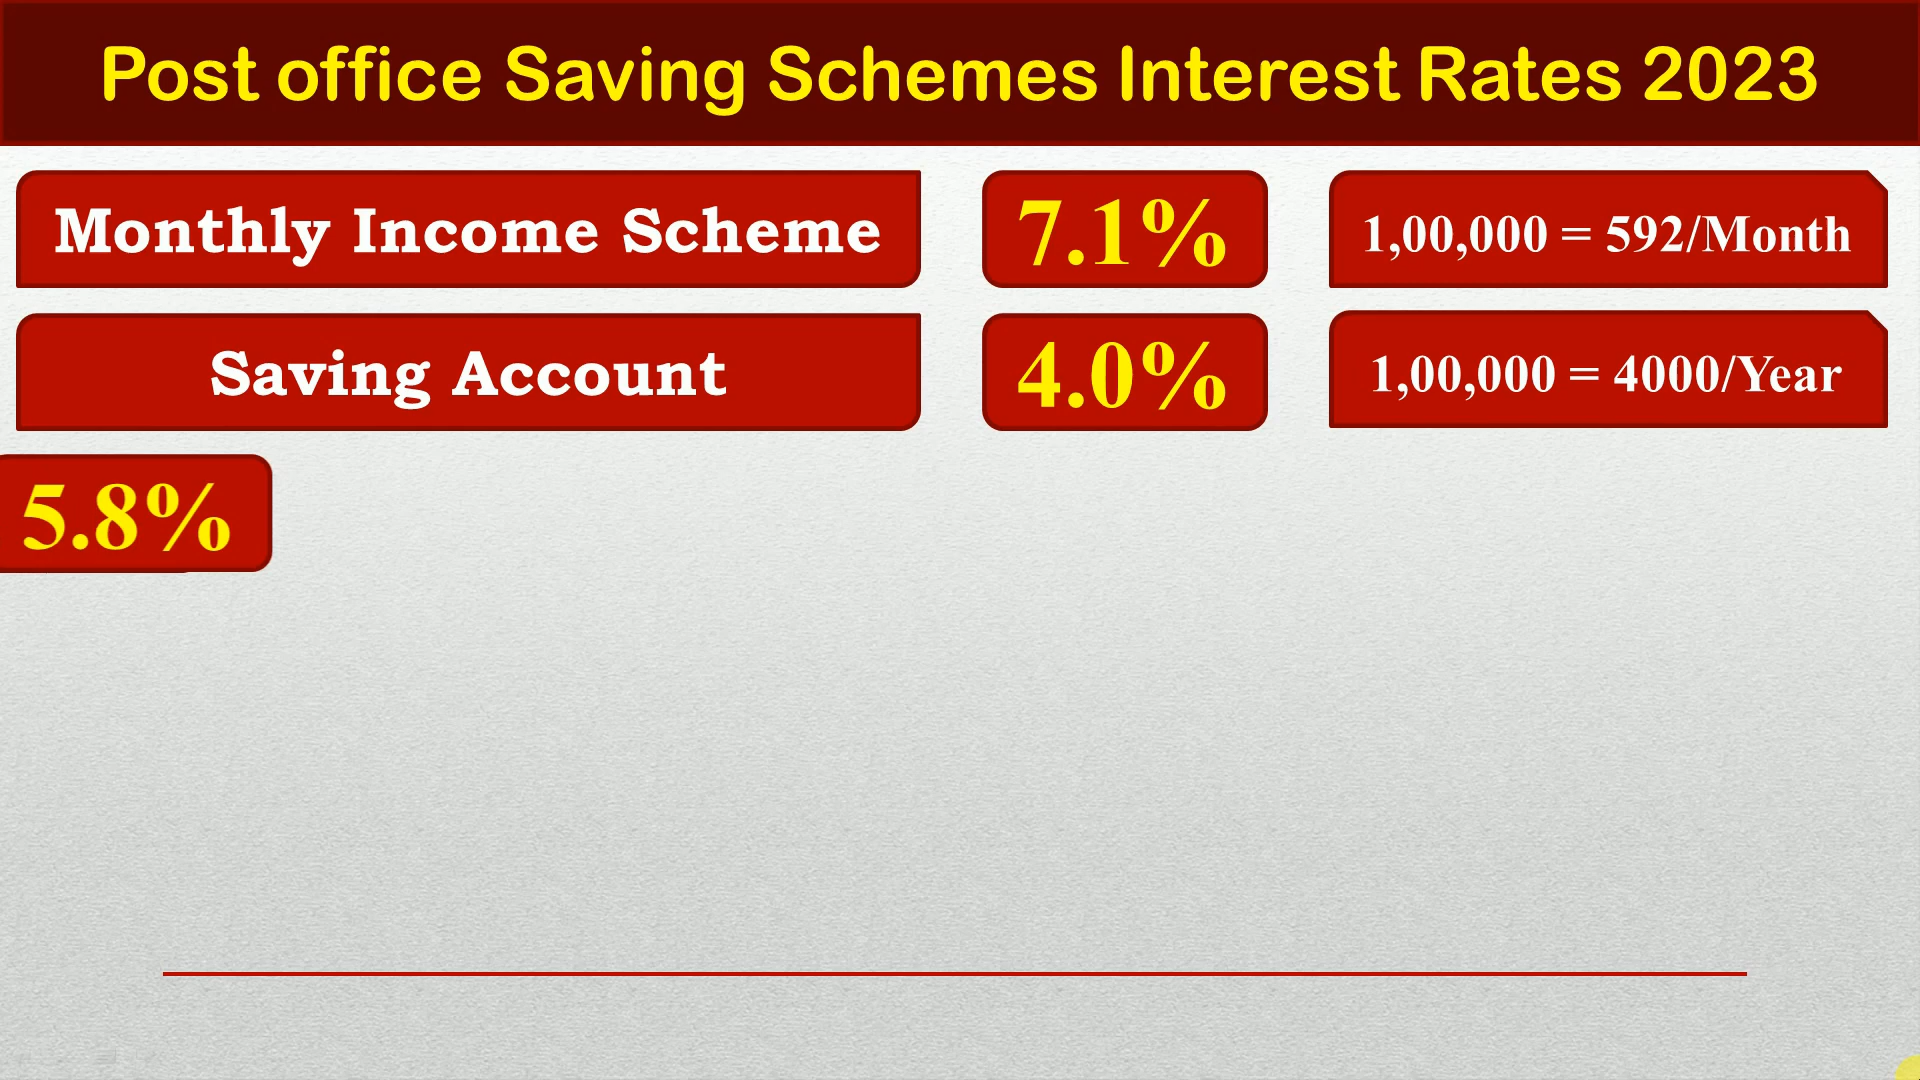 Post office Saving Schemes Interest Rates 2023
Monthly Income Scheme 7.1% 1,00,000 = 592/Month
Saving Account 4.0% 1,00,000 = 4000/Year
5.8%